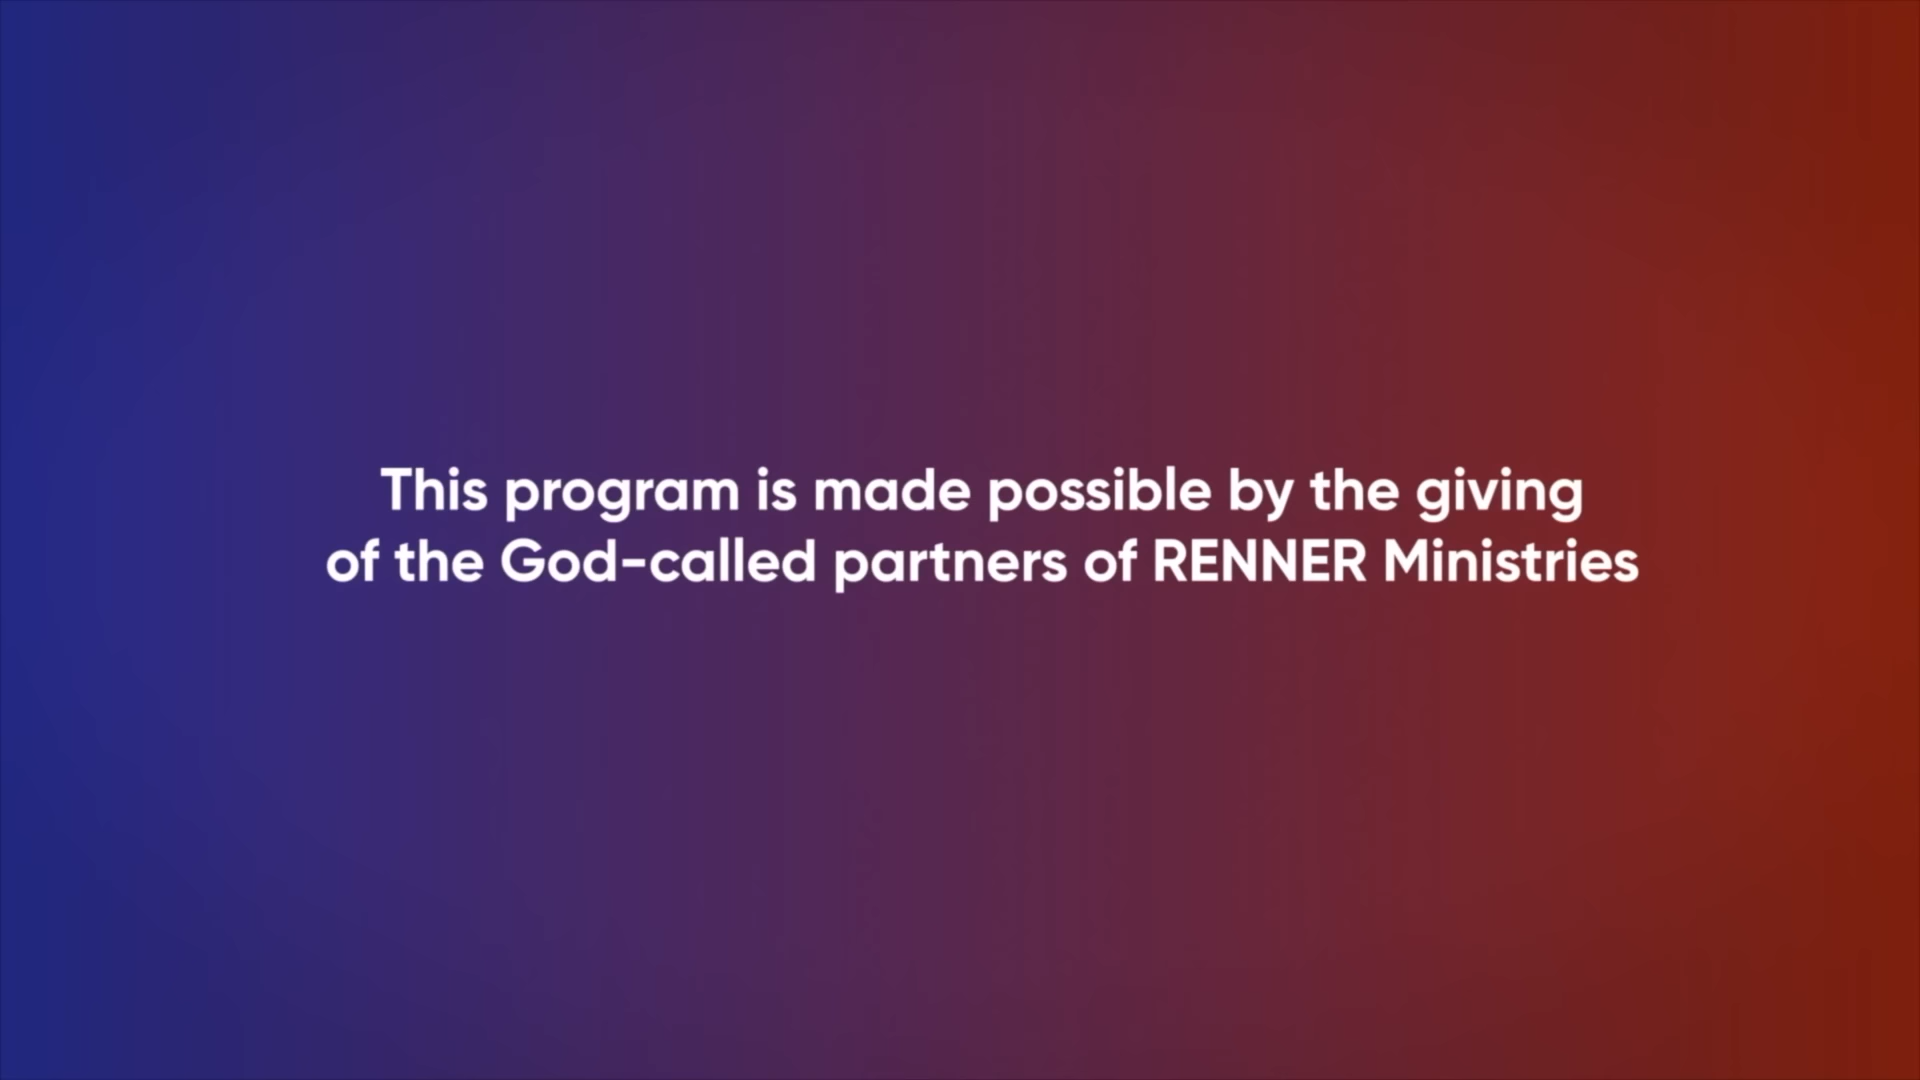 This program is made possible by the giving
of the God-called partners of RENNER Ministries